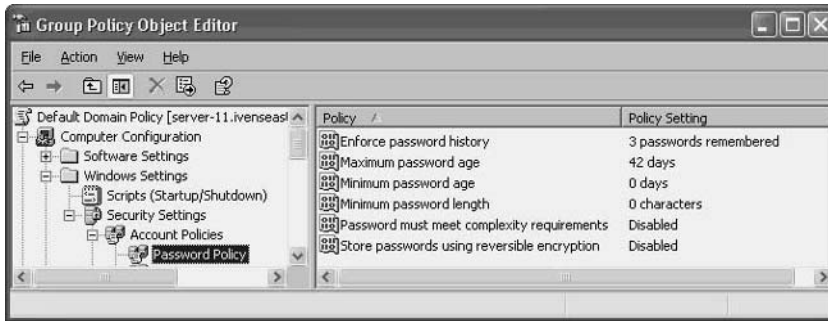 Group Policy Object Editor
File Action View Help
Default Domain Policy [server-11.ivenseasl
Computer Configuration
Software Settings
Windows Settings
Scripts (Startup/Shutdown)
Security Settings
Account Policies
Password Policy
Policy Policy Setting
Enforce password history 3 passwords remembered
Maximum password age 42 days
Minimum password age 0 days
Minimum password length 0 characters
Password must meet complexity requirements Disabled
Store passwords using reversible encryption Disabled